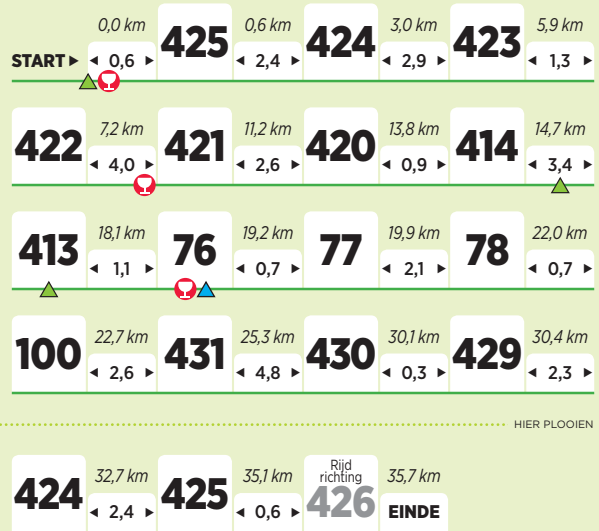 0,0 km 0,6 km 3,0 km 5,9 km
START 425 424 423
0,6 2,4 2,9 1,3
7,2 km 11,2 km 13,8 km 14,7 km
422 421 420 414
4,0 2,6 0,9 3,4
18,1 km 19,2 km 19,9 km 22,0 km
413 76 77 78
1,1 0,7 2,1 0,7
22,7 km 25,3 km 30,1 km 30,4 km
100 431 430 429
2,6 4,8 0,3 2,3
HIER PLOOIEN
32,7 km 35,1 km Rijd 35,7 km
richting
424 425 426
2,4 0,6 EINDE